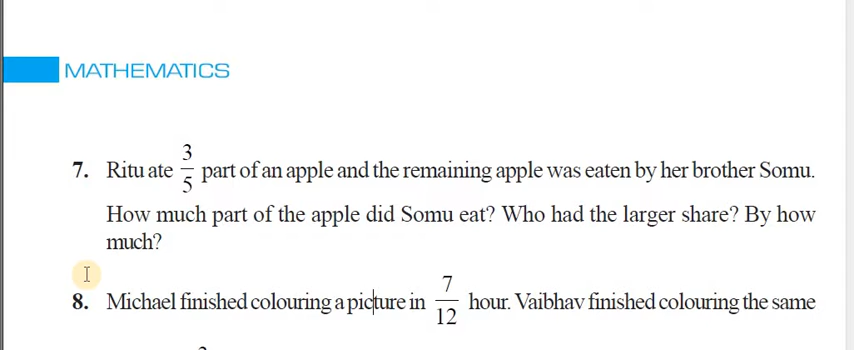 MATHEMATICS
7. Ritu ate 3/5 part of an apple and the remaining apple was eaten by her brother Somu.
How much part of the apple did Somu eat? Who had the larger share? By how
much?
8. Michael finished colouring a picture in 7/12 hour. Vaibhav finished colouring the same